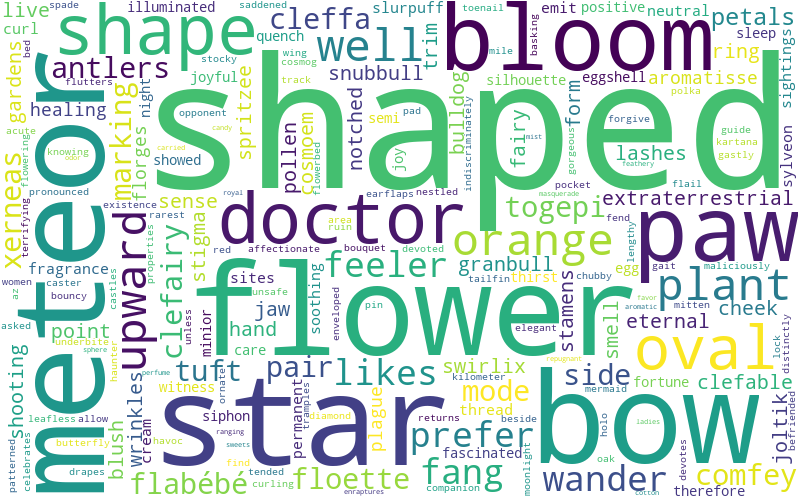 live
spade
illuminated
saddened
slurpuff
toenail
emit
positive
neutral
petals
curl
shape
cleffa
well
trim
bloom
sleep
antlers
quench
wing
cosmog
mile
basking
ring
sightings
gardens
bed
flutters
stocky
joyful
track
snubbull
silhouette
eggshell
aromatisse
healing
night
opponent
candy
pad
semi
notched
bulldog
form
polka
acute
knowing
odor
marking
carried
shaped
joy
mist
fairy
forgive
guide
kartana
gastly
flowering
meteor
florges
showed
spritzee
pollen
cosmoem
flowerbed
indiscriminately
gorgeous
lashes
feathery
sylveon
xerneas
terrifying
pronounced
existence
rarest
sense
royal
earflaps
nestled
masquerade
pocket
flail
extraterrestrial
upward
stigma
doctor
area
ruin
togepi
fend
paw
fragrance
properties
clefairy
red
affectionate
bouquet
devoted
orange
lengthy
gait
maliciously
women
az
caster
bouncy
castles
sites
unsafe
soothing
enveloped
feeler
granbull
tailfin
thirst
egg
chubby
mitten
plant
favor
aromatic
asked
point
underbite
sphere
unless
minior
hand
jaw
flower
pin
elegant
stamens
smell
eternal
cheek
shooting
haunter
care
repugnant
oval
lock
distinctly
leafless
allow
perfume
tuft
ornate
pair
likes
swirlix
side
mermaid
fortune
clefable
patterned
celebrates
butterfly
drapes
blush
wrinkles
cream
witness
havoc
siphon
ranging
sweets
find
star
permanent
tramples
diamond
plague
kilometer
mode
thread
returns
beside
prefer
fascinated
moonlight
holo
oak
bow
ladies
devotes
joltik
befriended
flabébé
tended
curling
floette
enraptures
fang
companion
wander
cotton
therefore
comfey